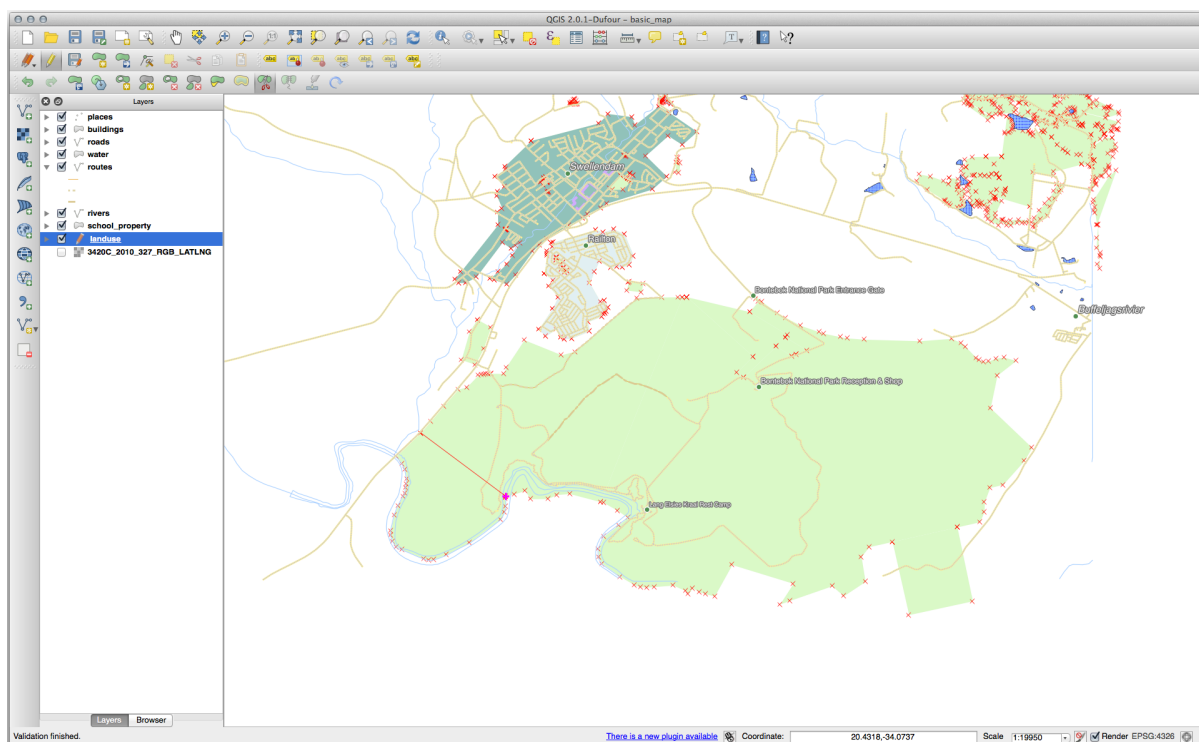 QGIS 2.0.1-Dufour - basic_map
Layers
places
buildings
roads
water
routes
rivers
school_property
landuse
3420C_2010_327_RGB_LATLNG
Swellendam
Railton
Bontebok National Park Entrance Gate
Buffeljagsrivier
Bontebok National Park Reception & Shop
Lang Elsies Kraal Rest Camp
Layers Browser
Validation finished. There is a new plugin available Coordinate: 20.4318,-34.0737 Scale 1:19950 Render EPSG:4326